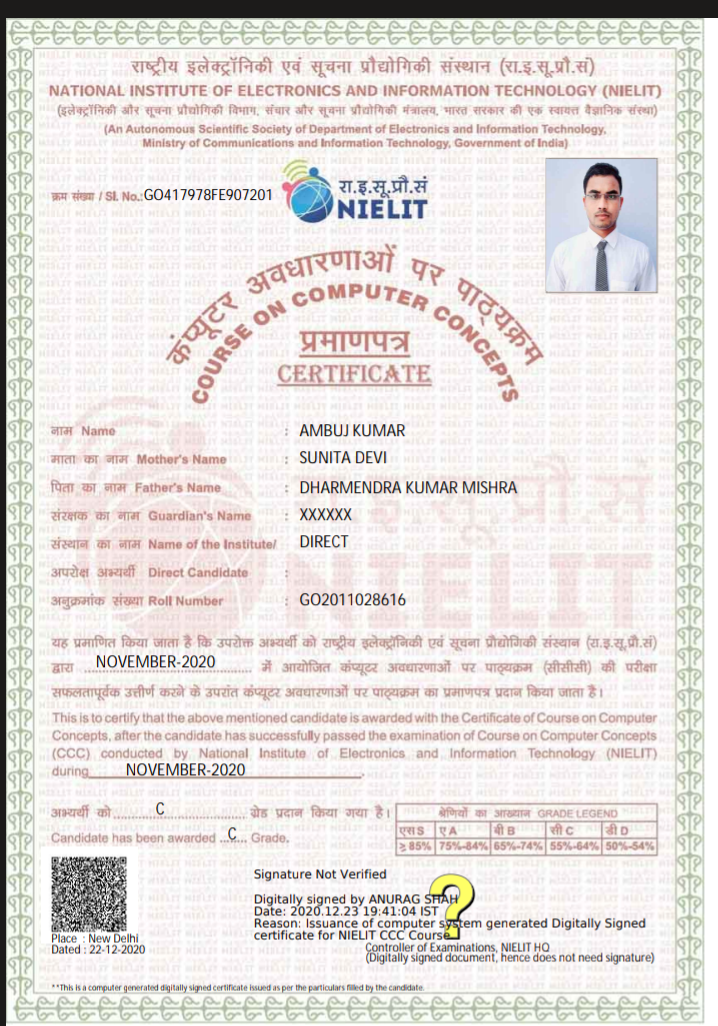 राष्ट्रीय इलेक्ट्रॉनिकी एवं सूचना प्रौद्योगिकी संस्थान (रा.इ.सू.प्रौ.सं)
NATIONAL INSTITUTE OF ELECTRONICS AND INFORMATION TECHNOLOGY (NIELIT)
(इलेक्ट्रॉनिकी और सूचना प्रौद्योगिकी विभाग, संचार और सूचना प्रौद्योगिकी मंत्रालय, भारत सरकार की एक स्वायत्त वैज्ञानिक संस्था)
(An Autonomous Scientific Society of Department of Electronics and Information Technology,
Ministry of Communications and Information Technology, Government of India)
क्रम संख्या / SI. No.:GO417978FE907201
रा.इ.सू.प्रौ.सं
NIELIT
कंप्यूटर अवधारणाओं पर पाठ्यक्रम
COURSE ON COMPUTER CONCEPTS
प्रमाणपत्र
CERTIFICATE
नाम Name : AMBUJ KUMAR
माता का नाम Mother's Name : SUNITA DEVI
पिता का नाम Father's Name : DHARMENDRA KUMAR MISHRA
संरक्षक का नाम Guardian's Name : XXXXXX
संस्थान का नाम Name of the Institute/ DIRECT
अपरोक्ष अभ्यर्थी Direct Candidate :
अनुक्रमांक संख्या Roll Number : GO2011028616
यह प्रमाणित किया जाता है कि उपरोक्त अभ्यर्थी को राष्ट्रीय इलेक्ट्रॉनिकी एवं सूचना प्रौद्योगिकी संस्थान (रा.इ.सू.प्रौ.सं)
द्वारा NOVEMBER-2020 में आयोजित कंप्यूटर अवधारणाओं पर पाठ्यक्रम (सीसीसी) की परीक्षा
सफलतापूर्वक उत्तीर्ण करने के उपरांत कंप्यूटर अवधारणाओं पर पाठ्यक्रम का प्रमाणपत्र प्रदान किया जाता है।
This is to certify that the above mentioned candidate is awarded with the Certificate of Course on Computer
Concepts, after the candidate has successfully passed the examination of Course on Computer Concepts
(CCC) conducted by National Institute of Electronics and Information Technology (NIELIT)
during NOVEMBER-2020.
अभ्यर्थी को C ग्रेड प्रदान किया गया है।
Candidate has been awarded ...C.... Grade.
श्रेणियों का आख्यान GRADE LEGEND
एस S ए A बी B सी C डी D
≥ 85% 75%-84% 65%-74% 55%-64% 50%-54%
Signature Not Verified
Digitally signed by ANURAG SHAH
Date: 2020.12.23 19:41:04 IST
Reason: Issuance of computer system generated Digitally Signed
certificate for NIELIT CCC Course
Place : New Delhi
Dated : 22-12-2020
Controller of Examinations, NIELIT HQ
(Digitally signed document, hence does not need signature)
**This is a computer generated digitally signed certificate issued as per the particulars filled by the candidate.